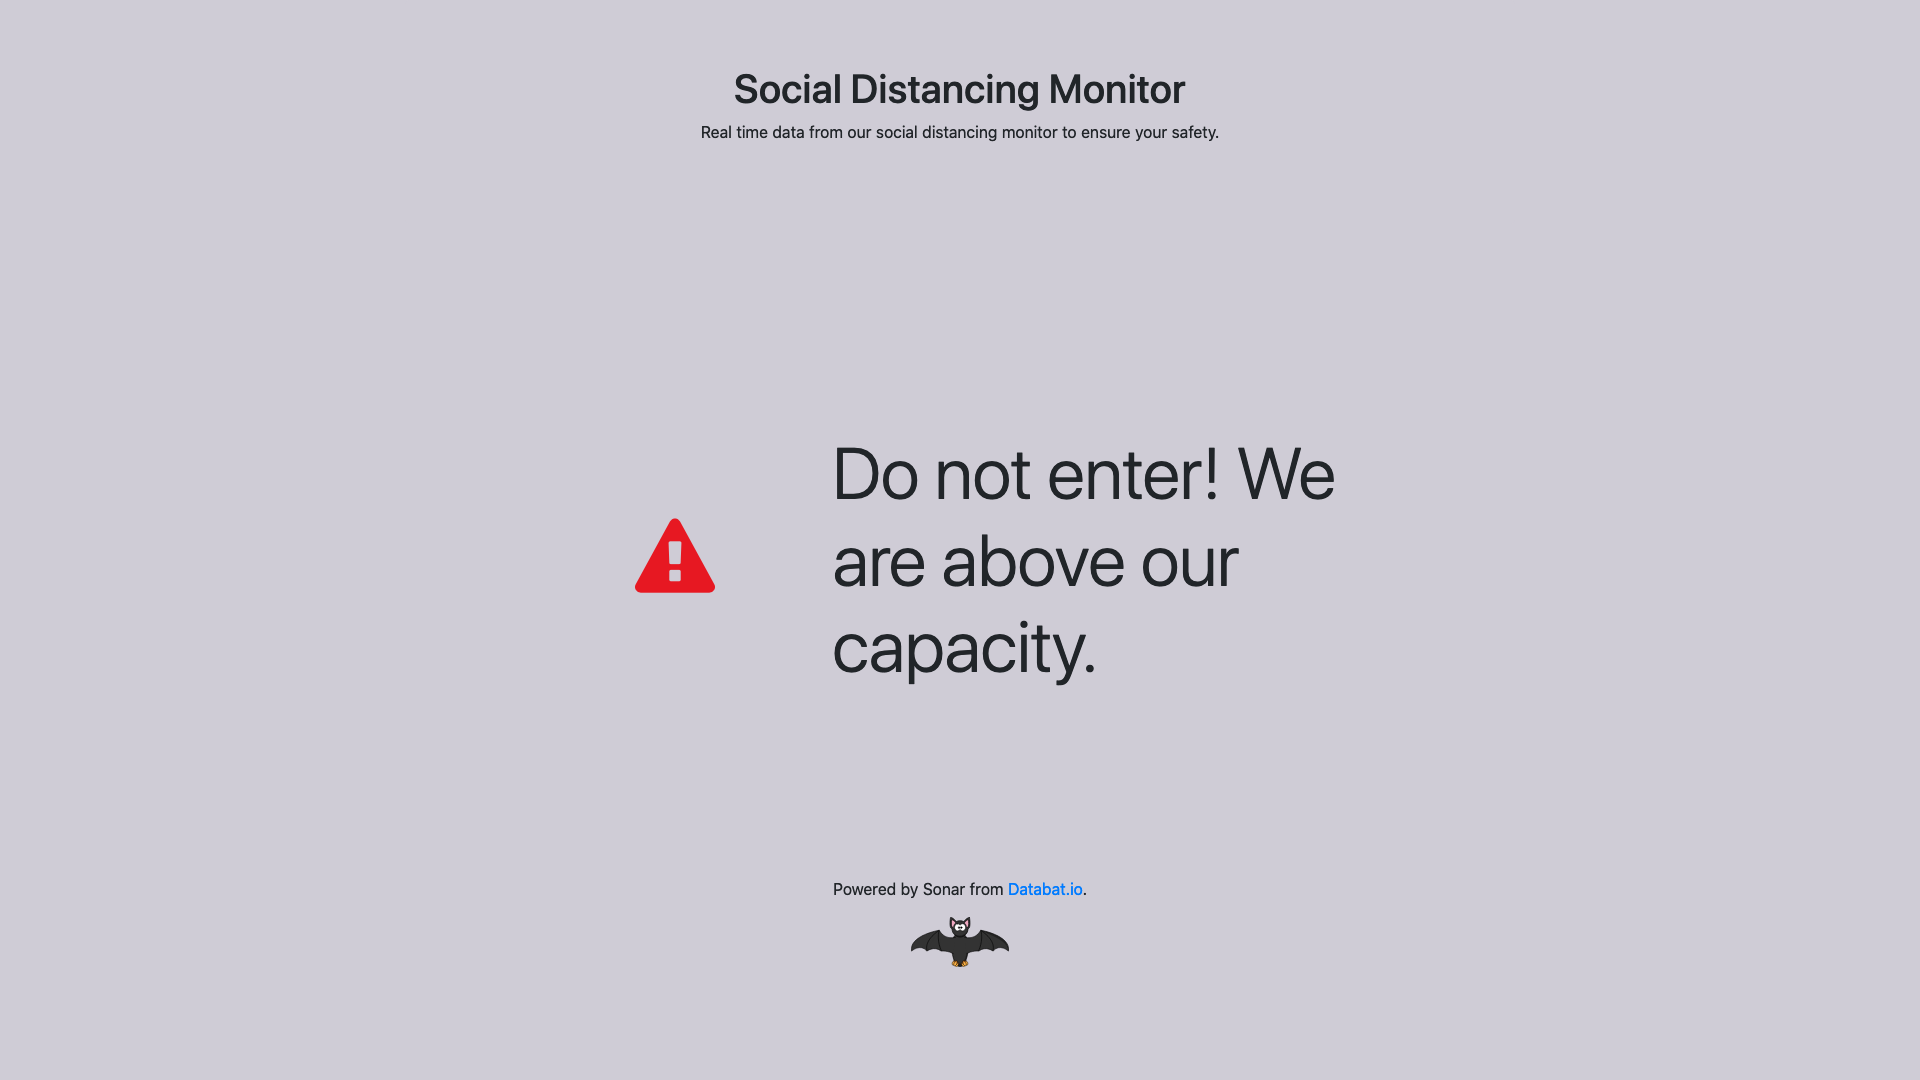 Social Distancing Monitor
Real time data from our social distancing monitor to ensure your safety.
Do not enter! We
are above our
capacity.
Powered by Sonar from Databat.io.